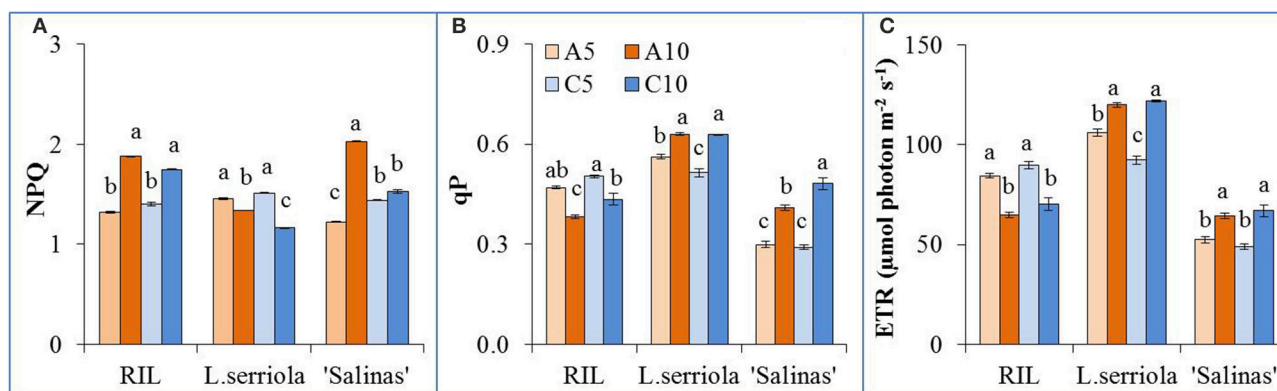 A
NPQ
3
2
1
0
b a b a
a b a c
c a b b
RIL L.serriola 'Salinas'
B
qP
0.9
0.6
0.3
0.0
A5 A10
C5 C10
ab c a b
b a c a
c b c a
RIL L.serriola 'Salinas'
C
ETR (µmol photon m⁻² s⁻¹)
150
100
50
0
a b a b
b a c a
b a b a
RIL L.serriola 'Salinas'